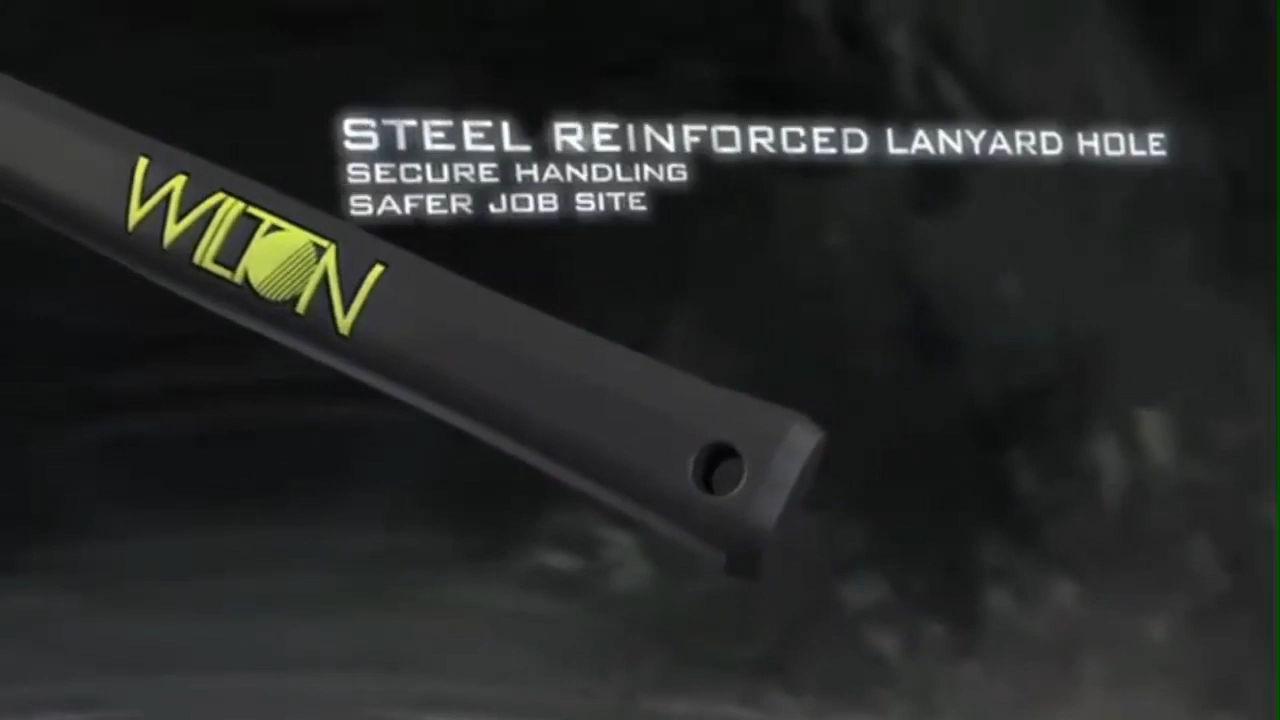 STEEL REINFORCED LANYARD HOLE
SECURE HANDLING
SAFER JOB SITE
WILTON